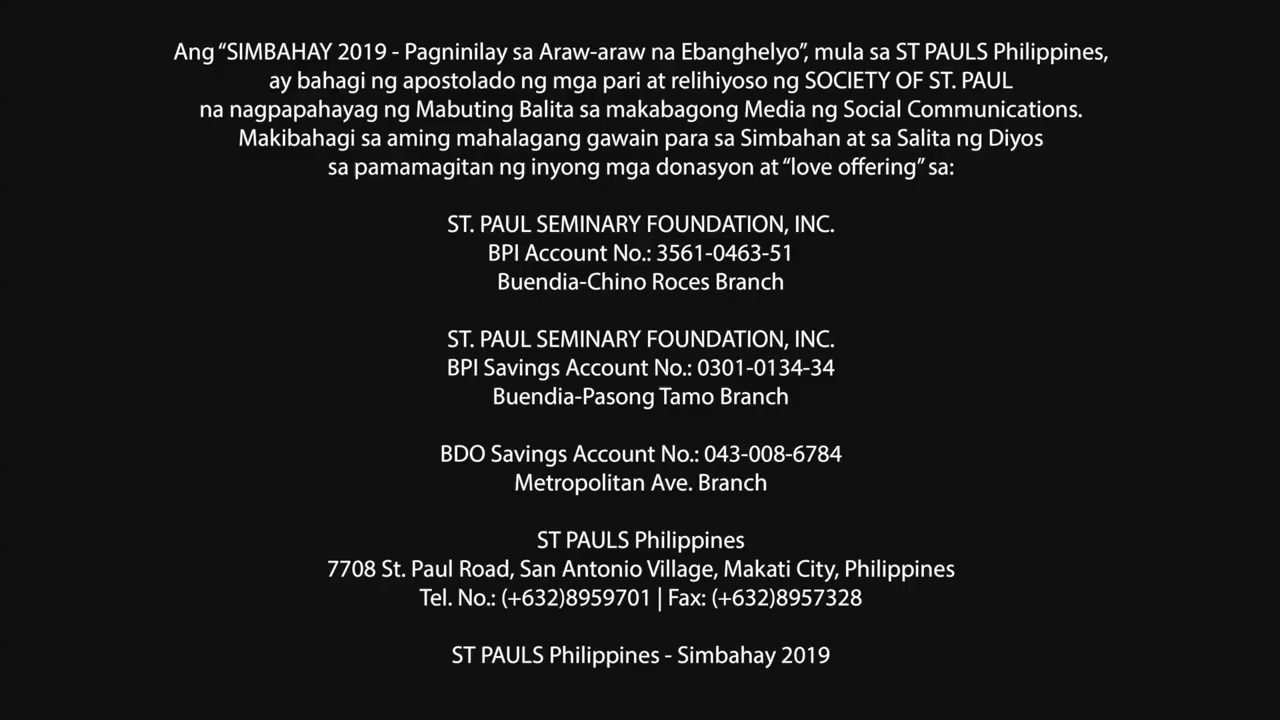 Ang “SIMBAHAY 2019 - Pagninilay sa Araw-araw na Ebanghelyo”, mula sa ST PAULS Philippines,
ay bahagi ng apostolado ng mga pari at relihiyoso ng SOCIETY OF ST. PAUL
na nagpapahayag ng Mabuting Balita sa makabagong Media ng Social Communications.
Makibahagi sa aming mahalagang gawain para sa Simbahan at sa Salita ng Diyos
sa pamamagitan ng inyong mga donasyon at “love offering” sa:
ST. PAUL SEMINARY FOUNDATION, INC.
BPI Account No.: 3561-0463-51
Buendia-Chino Roces Branch
ST. PAUL SEMINARY FOUNDATION, INC.
BPI Savings Account No.: 0301-0134-34
Buendia-Pasong Tamo Branch
BDO Savings Account No.: 043-008-6784
Metropolitan Ave. Branch
ST PAULS Philippines
7708 St. Paul Road, San Antonio Village, Makati City, Philippines
Tel. No.: (+632)8959701 | Fax: (+632)8957328
ST PAULS Philippines - Simbahay 2019